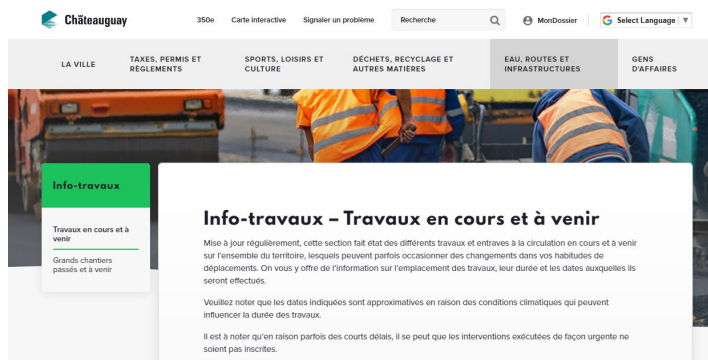 Châteauguay
350e
Carte interactive
Signaler un problème
Recherche
MonDossier
Select Language
LA VILLE
TAXES, PERMIS ET
RÈGLEMENTS
SPORTS, LOISIRS ET
CULTURE
DÉCHETS, RECYCLAGE ET
AUTRES MATIÈRES
EAU, ROUTES ET
INFRASTRUCTURES
GENS
D'AFFAIRES
Info-travaux
Travaux en cours et à
venir
Grands chantiers
passés et à venir
Info-travaux – Travaux en cours et à venir
Mise à jour régulièrement, cette section fait état des différents travaux et entraves à la circulation en cours et à venir
sur l'ensemble du territoire, lesquels peuvent parfois occasionner des changements dans vos habitudes de
déplacements. On vous y offre de l'information sur l'emplacement des travaux, leur durée et les dates auxquelles ils
seront effectués.
Veuillez noter que les dates indiquées sont approximatives en raison des conditions climatiques qui peuvent
influencer la durée des travaux.
Il est à noter qu'en raison parfois des courts délais, il se peut que les interventions exécutées de façon urgente ne
soient pas inscrites.